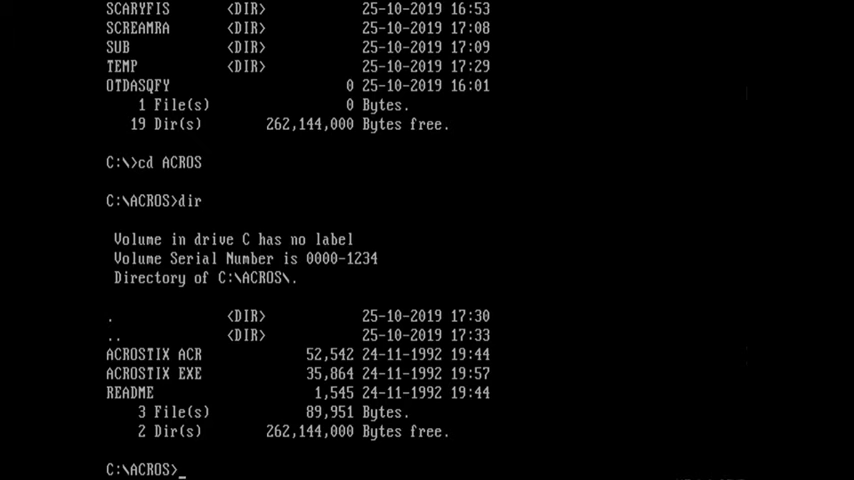 SCARYFIS <DIR> 25-10-2019 16:53
SCREAMRA <DIR> 25-10-2019 17:08
SUB <DIR> 25-10-2019 17:09
TEMP <DIR> 25-10-2019 17:29
OTDASQFY 0 25-10-2019 16:01
1 File(s) 0 Bytes.
19 Dir(s) 262,144,000 Bytes free.
C:\>cd ACROS
C:\ACROS>dir
Volume in drive C has no label
Volume Serial Number is 0000-1234
Directory of C:\ACROS\.
. <DIR> 25-10-2019 17:30
.. <DIR> 25-10-2019 17:33
ACROSTIX ACR 52,542 24-11-1992 19:44
ACROSTIX EXE 35,864 24-11-1992 19:57
README 1,545 24-11-1992 19:44
3 File(s) 89,951 Bytes.
2 Dir(s) 262,144,000 Bytes free.
C:\ACROS>_